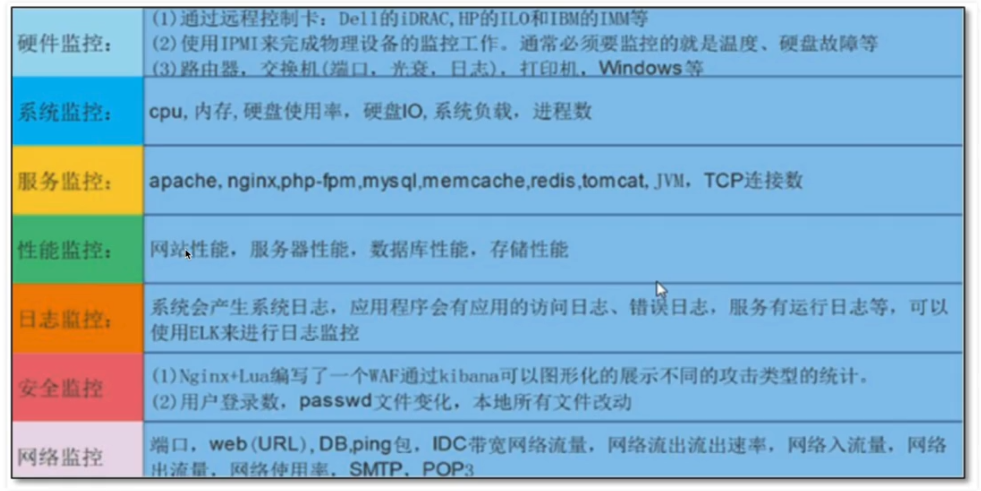 硬件监控：
(1)通过远程控制卡：Dell的iDRAC,HP的ILO和IBM的IMM等
(2)使用IPMI来完成物理设备的监控工作。通常必须要监控的就是温度、硬盘故障等
(3)路由器，交换机(端口，光衰，日志)，打印机，Windows等
系统监控：
cpu,内存,硬盘使用率，硬盘IO,系统负载，进程数
服务监控：
apache, nginx,php-fpm,mysql,memcache,redis,tomcat, JVM，TCP连接数
性能监控：
网站性能，服务器性能，数据库性能，存储性能
日志监控：
系统会产生系统日志，应用程序会有应用的访问日志、错误日志，服务有运行日志等，可以
使用ELK来进行日志监控
安全监控
(1)Nginx+Lua编写了一个WAF通过kibana可以图形化的展示不同的攻击类型的统计。
(2)用户登录数，passwd文件变化，本地所有文件改动
网络监控
端口，web(URL),DB,ping包，IDC带宽网络流量，网络流出流出速率，网络入流量，网络
出流量，网络使用率，SMTP，POP3